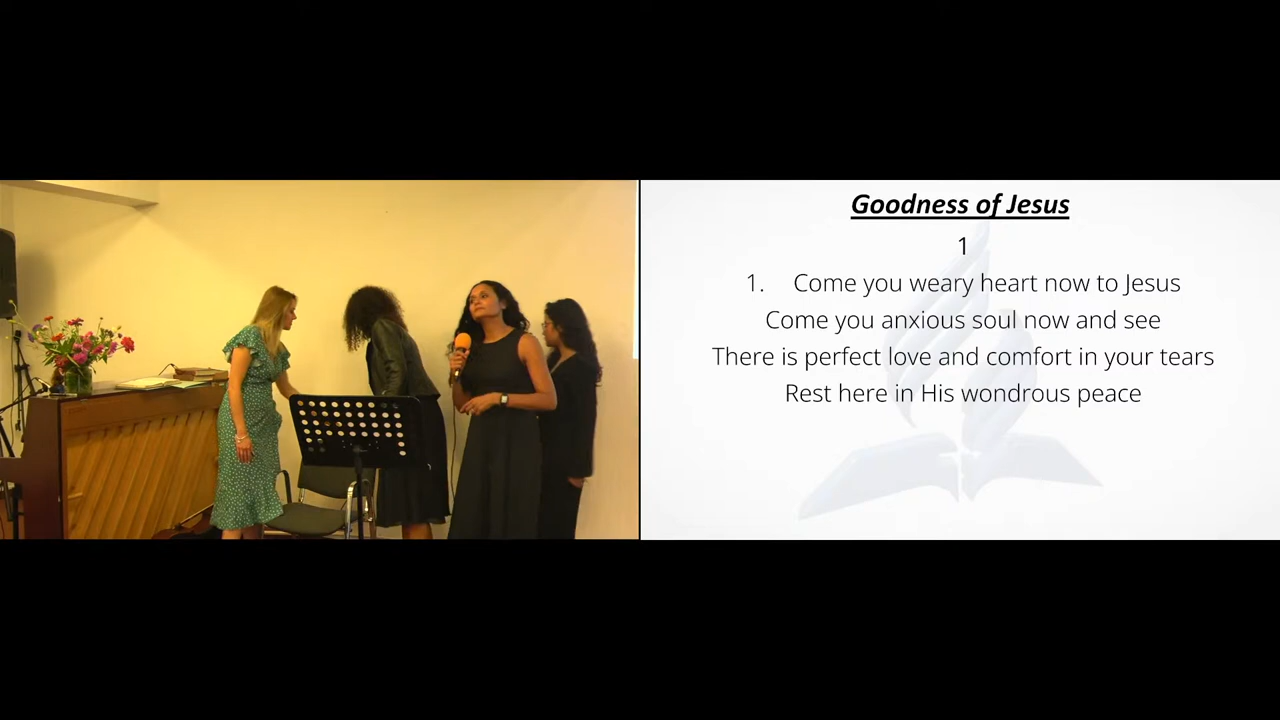 Goodness of Jesus
1
1. Come you weary heart now to Jesus
Come you anxious soul now and see
There is perfect love and comfort in your tears
Rest here in His wondrous peace